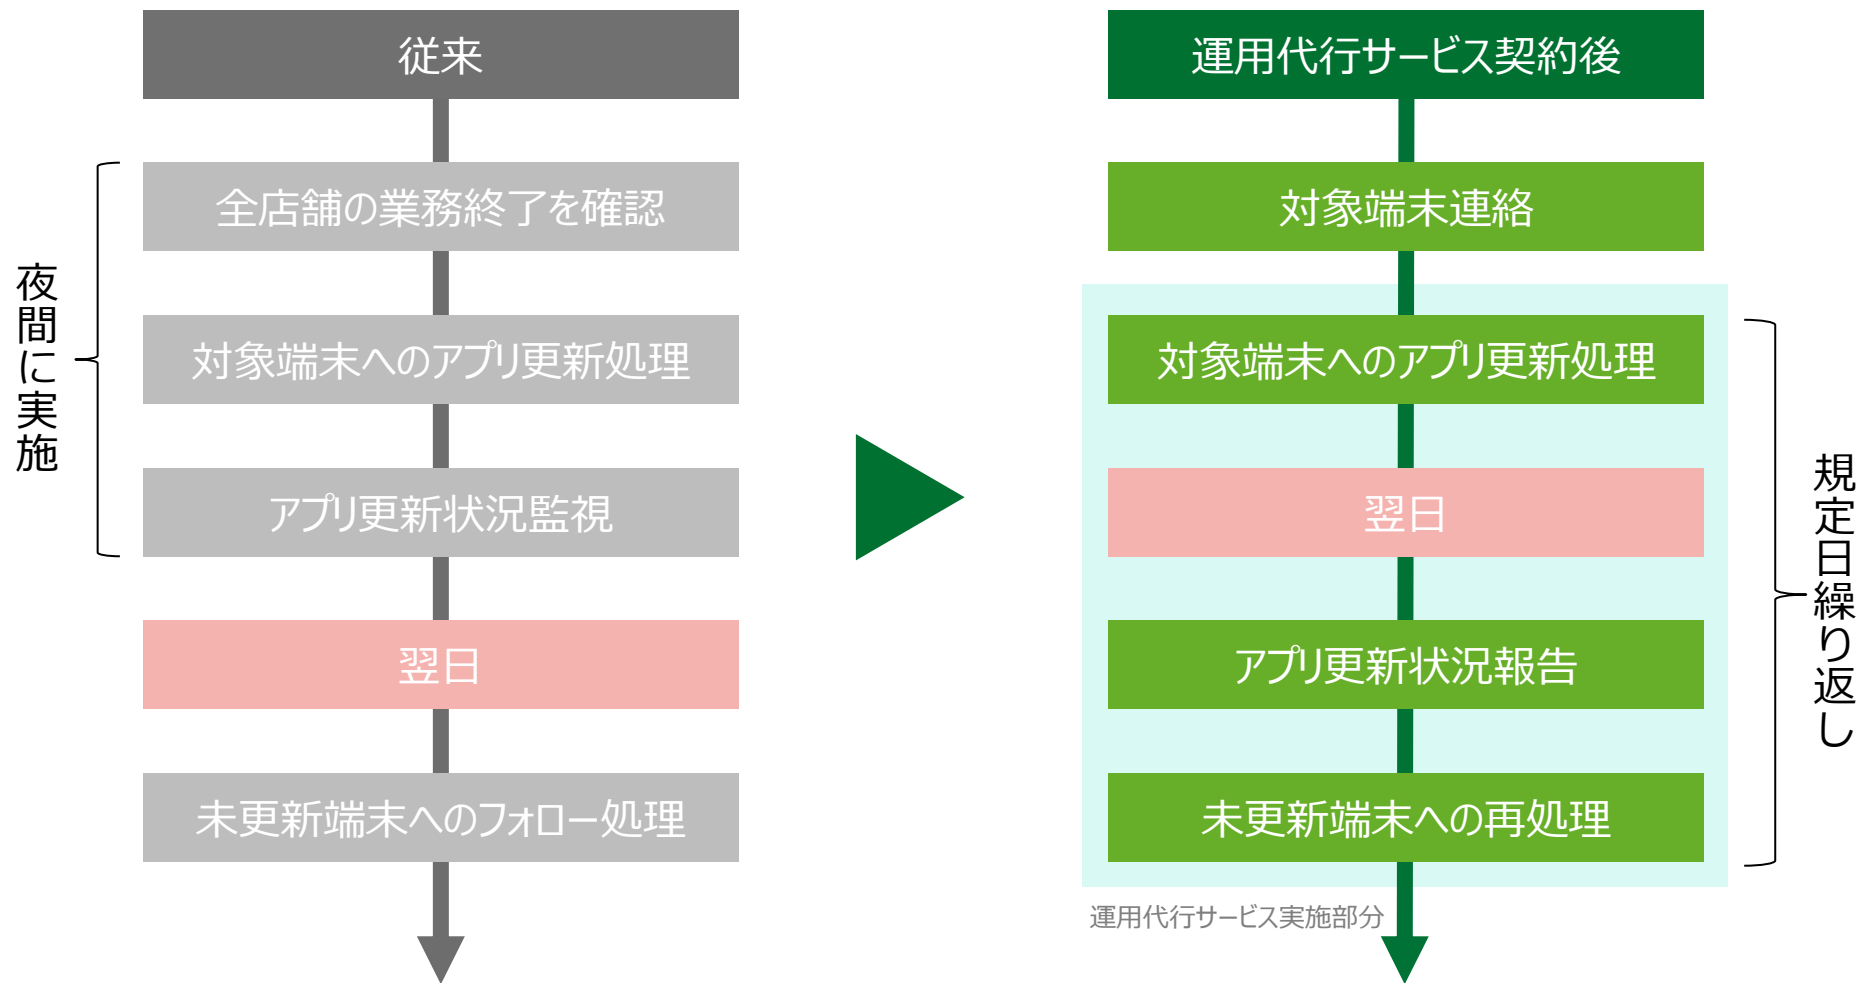 従来
夜間に実施
全店舗の業務終了を確認
対象端末へのアプリ更新処理
アプリ更新状況監視
翌日
未更新端末へのフォロー処理
運用代行サービス契約後
対象端末連絡
対象端末へのアプリ更新処理
翌日
アプリ更新状況報告
未更新端末への再処理
規定日繰り返し
運用代行サービス実施部分